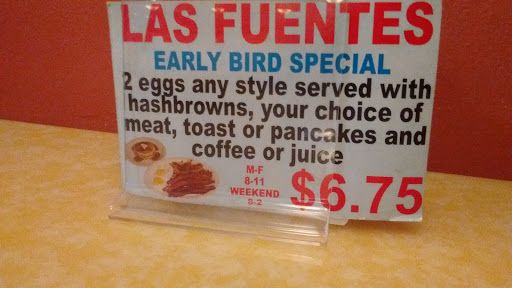 LAS FUENTES
EARLY BIRD SPECIAL
2 eggs any style served with
hashbrowns, your choice of
meat, toast or pancakes and
coffee or juice
M-F
8-11
WEEKEND
8-2
$6.75